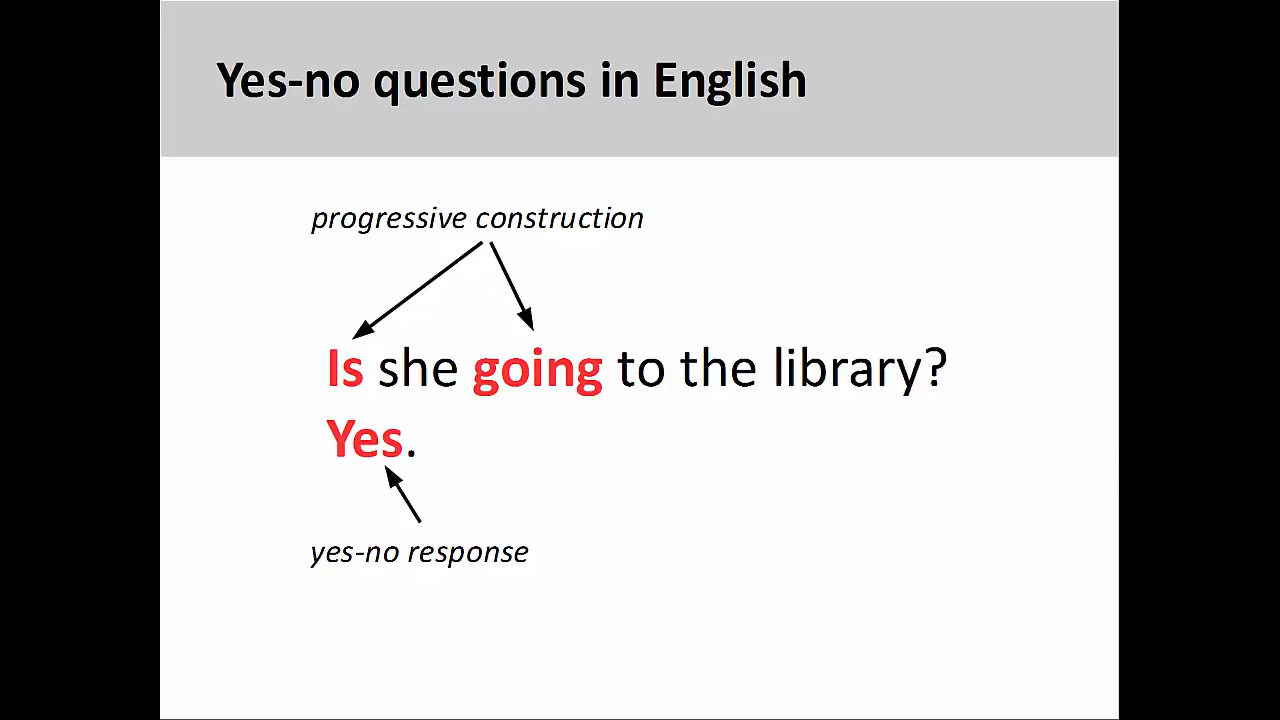 Yes-no questions in English
progressive construction
Is she going to the library?
Yes.
yes-no response